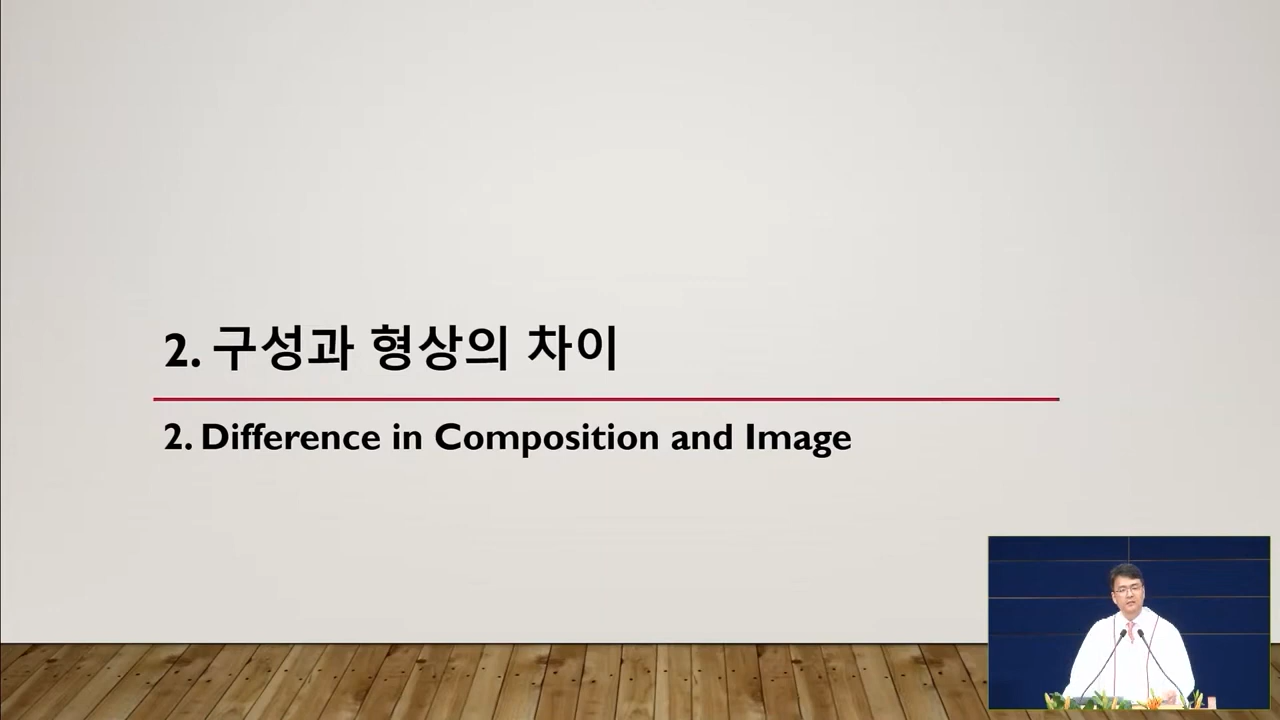 2. 구성과 형상의 차이
2. Difference in Composition and Image